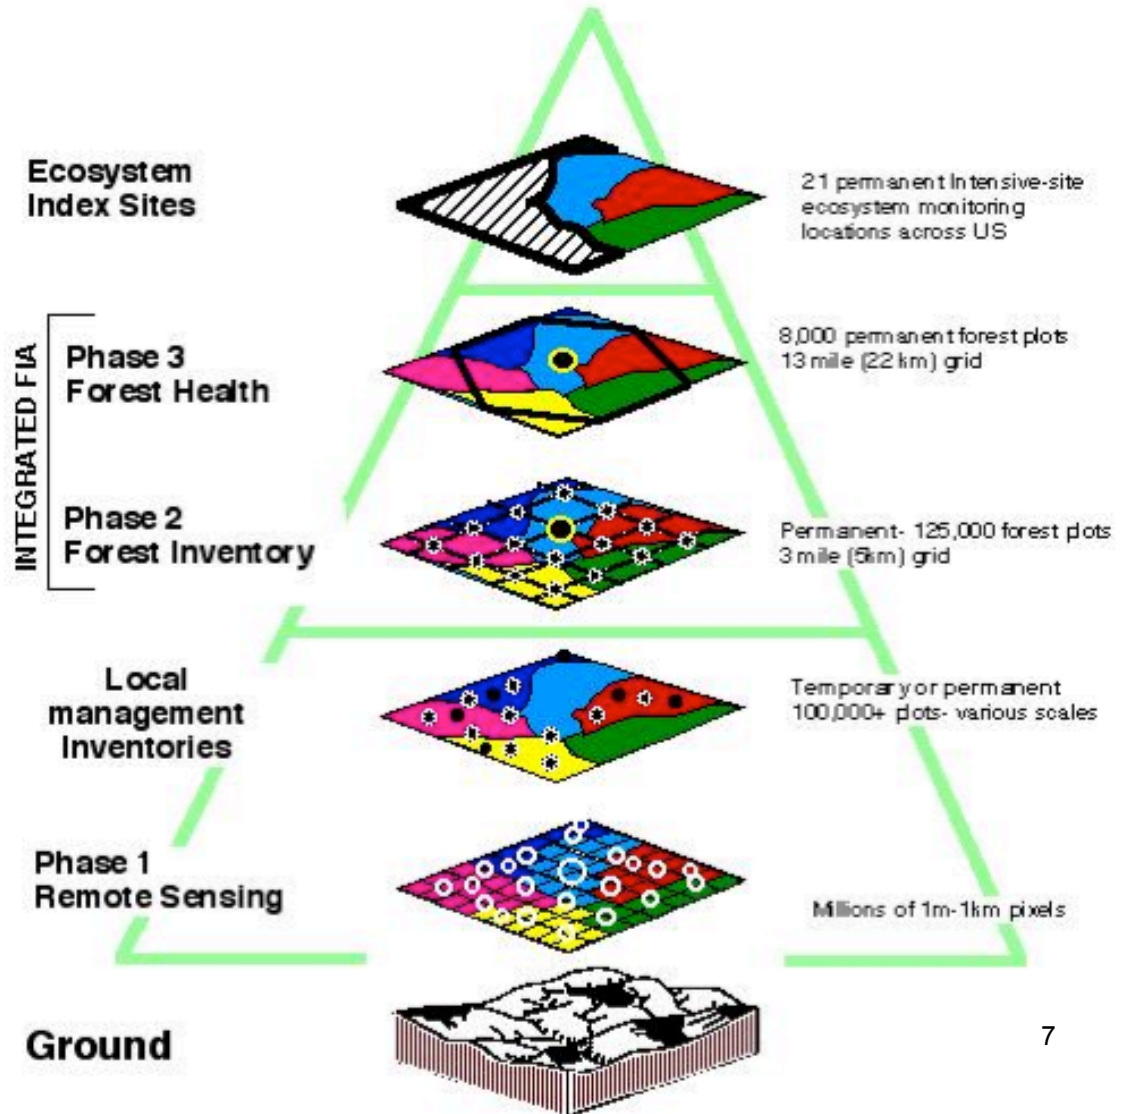 Ecosystem
Index Sites
21 permanent Intensive-site
ecosystem monitoring
locations across US
INTEGRATED FIA
Phase 3
Forest Health
8,000 permanent forest plots
13 mile (22 km) grid
Phase 2
Forest Inventory
Permanent- 125,000 forest plots
3 mile (5km) grid
Local
management
Inventories
Temporary or permanent
100,000+ plots- various scales
Phase 1
Remote Sensing
Millions of 1m-1km pixels
Ground
7